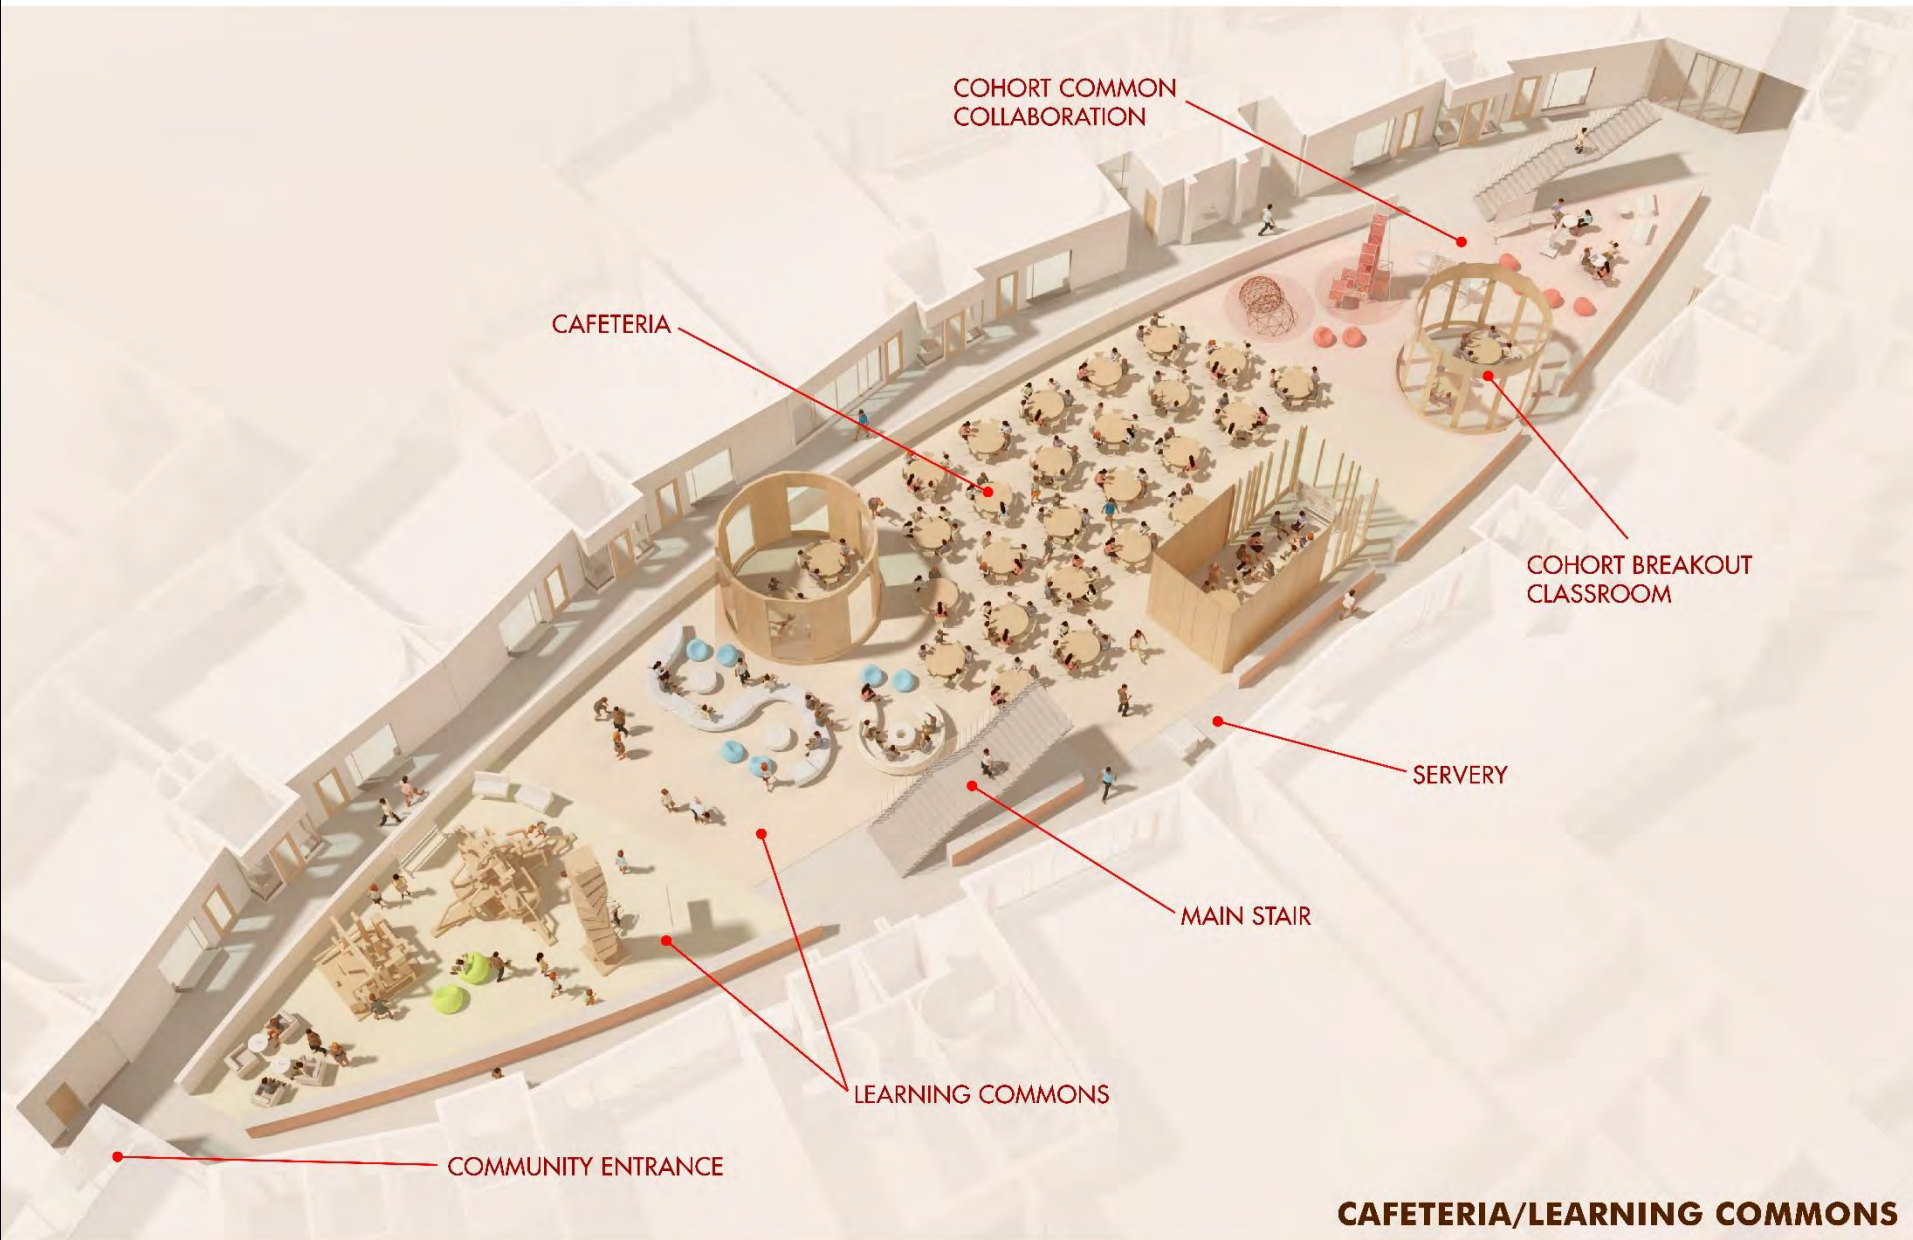 COHORT COMMON
COLLABORATION
CAFETERIA
COHORT BREAKOUT
CLASSROOM
SERVERY
MAIN STAIR
LEARNING COMMONS
COMMUNITY ENTRANCE
CAFETERIA/LEARNING COMMONS